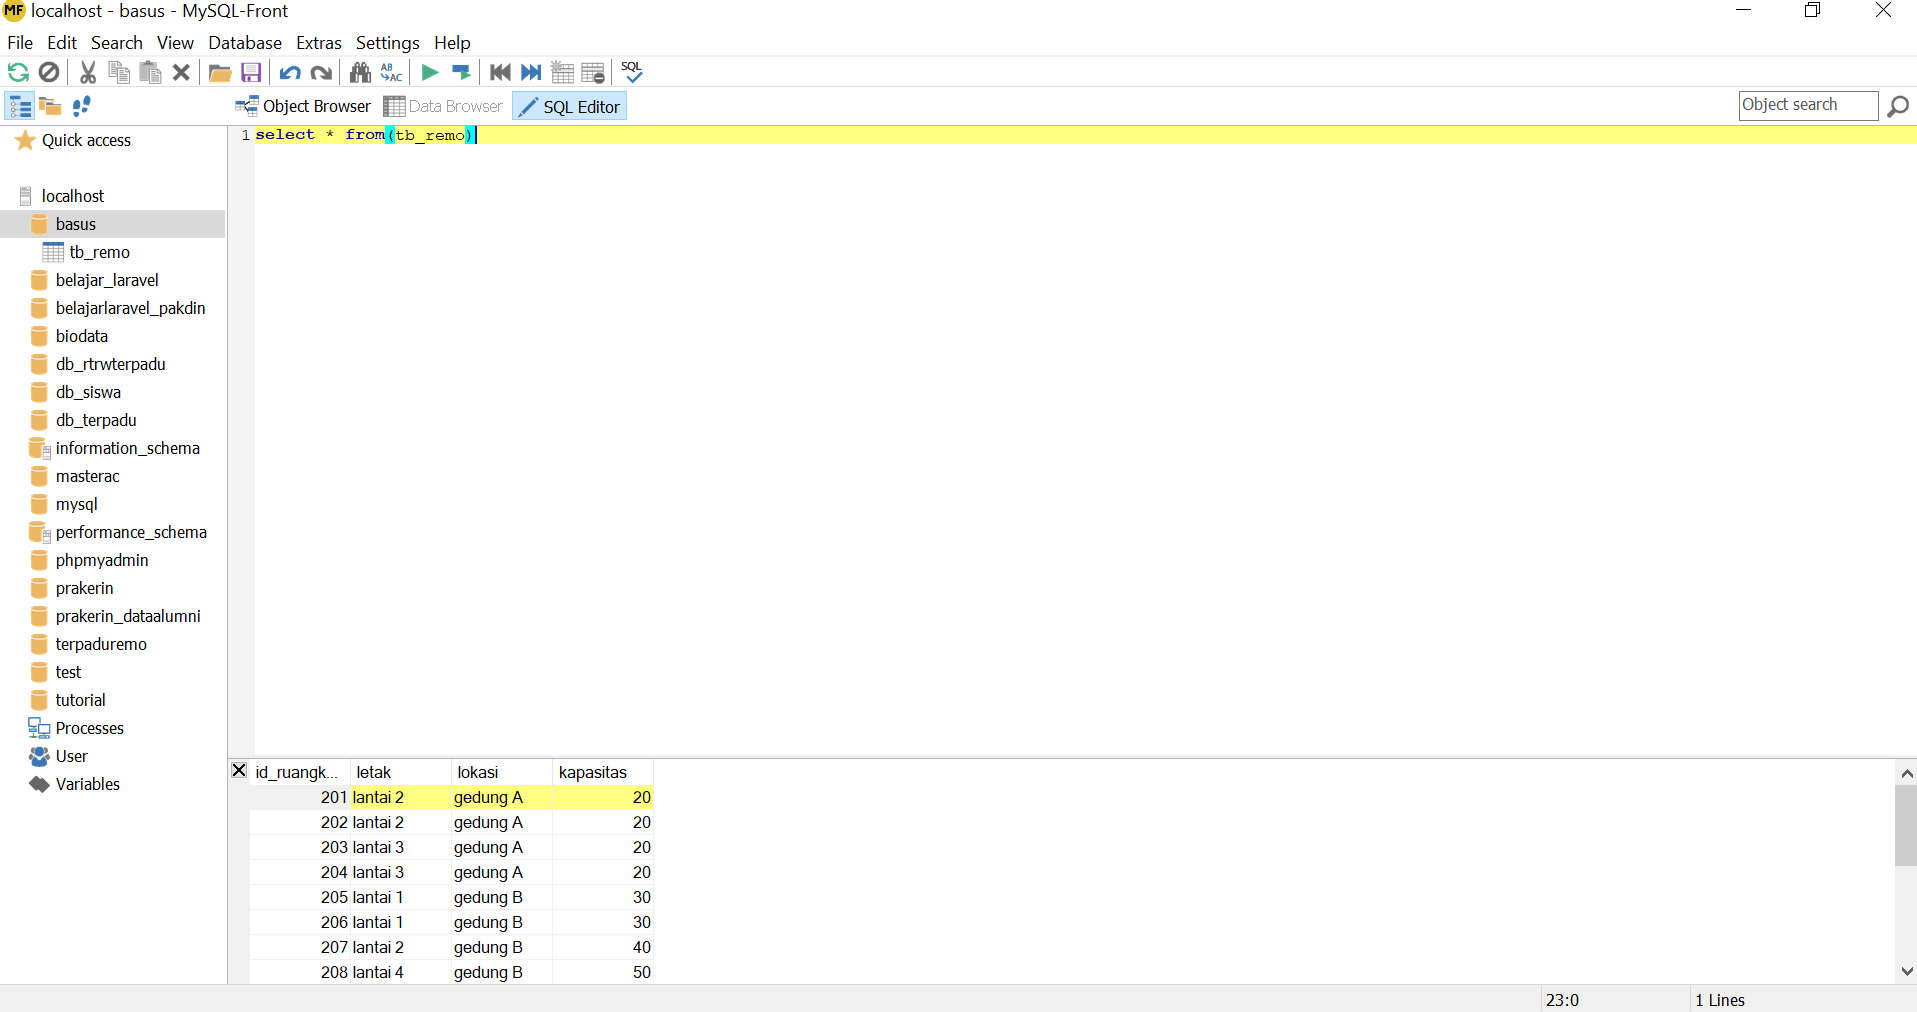 MF localhost - basus - MySQL-Front
File Edit Search View Database Extras Settings Help
AB AC SQL
Object Browser Data Browser SQL Editor Object search
Quick access
localhost
basus
tb_remo
belajar_laravel
belajarlaravel_pakdin
biodata
db_rtrwterpadu
db_siswa
db_terpadu
information_schema
masterac
mysql
performance_schema
phpmyadmin
prakerin
prakerin_dataalumni
terpaduremo
test
tutorial
Processes
User
Variables
1 select * from(tb_remo)
id_ruangk... letak lokasi kapasitas
201 lantai 2 gedung A 20
202 lantai 2 gedung A 20
203 lantai 3 gedung A 20
204 lantai 3 gedung A 20
205 lantai 1 gedung B 30
206 lantai 1 gedung B 30
207 lantai 2 gedung B 40
208 lantai 4 gedung B 50
23:0 1 Lines